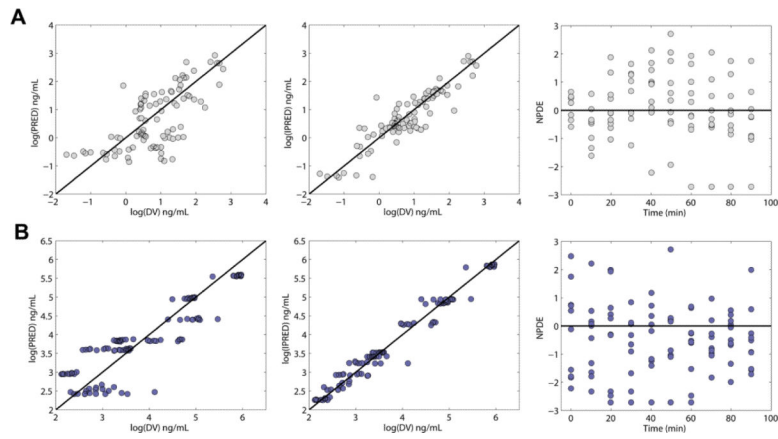 A
4
3
2
1
0
−1
−2
−2 −1 0 1 2 3 4
log(PRED) ng/mL
log(DV) ng/mL
4
3
2
1
0
−1
−2
−2 −1 0 1 2 3 4
log(IPRED) ng/mL
log(DV) ng/mL
3
2
1
0
−1
−2
−3
0 20 40 60 80 100
NPDE
Time (min)
B
6.5
6
5.5
5
4.5
4
3.5
3
2.5
2
2 3 4 5 6
log(PRED) ng/mL
log(DV) ng/mL
6.5
6
5.5
5
4.5
4
3.5
3
2.5
2
2 3 4 5 6
log(IPRED) ng/mL
log(DV) ng/mL
3
2
1
0
−1
−2
−3
0 20 40 60 80 100
NPDE
Time (min)